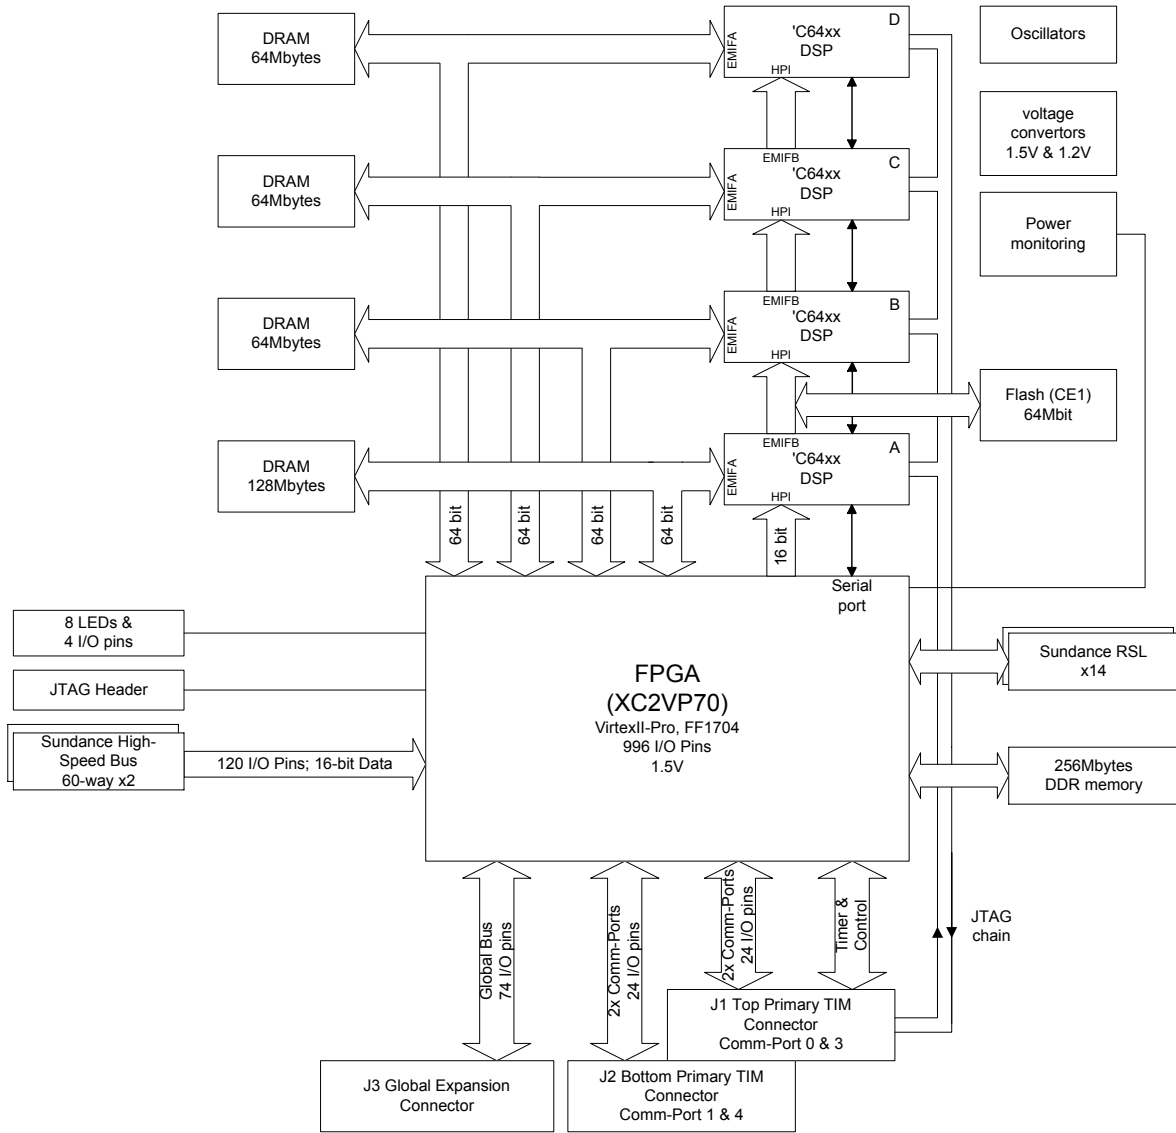 DRAM
64Mbytes
'C64xx
DSP
D
EMIFA
HPI
Oscillators
voltage
convertors
1.5V & 1.2V
DRAM
64Mbytes
EMIFB
'C64xx
DSP
C
EMIFA
HPI
Power
monitoring
DRAM
64Mbytes
EMIFB
'C64xx
DSP
B
EMIFA
HPI
Flash (CE1)
64Mbit
DRAM
128Mbytes
EMIFB
'C64xx
DSP
A
EMIFA
HPI
64 bit
64 bit
64 bit
64 bit
16 bit
Serial
port
8 LEDs &
4 I/O pins
JTAG Header
Sundance High-
Speed Bus
60-way x2
120 I/O Pins; 16-bit Data
FPGA
(XC2VP70)
VirtexII-Pro, FF1704
996 I/O Pins
1.5V
Sundance RSL
x14
256Mbytes
DDR memory
Global Bus
74 I/O pins
2x Comm-Ports
24 I/O pins
2x Comm-Ports
24 I/O pins
Timer &
Control
JTAG
chain
J1 Top Primary TIM
Connector
Comm-Port 0 & 3
J3 Global Expansion
Connector
J2 Bottom Primary TIM
Connector
Comm-Port 1 & 4